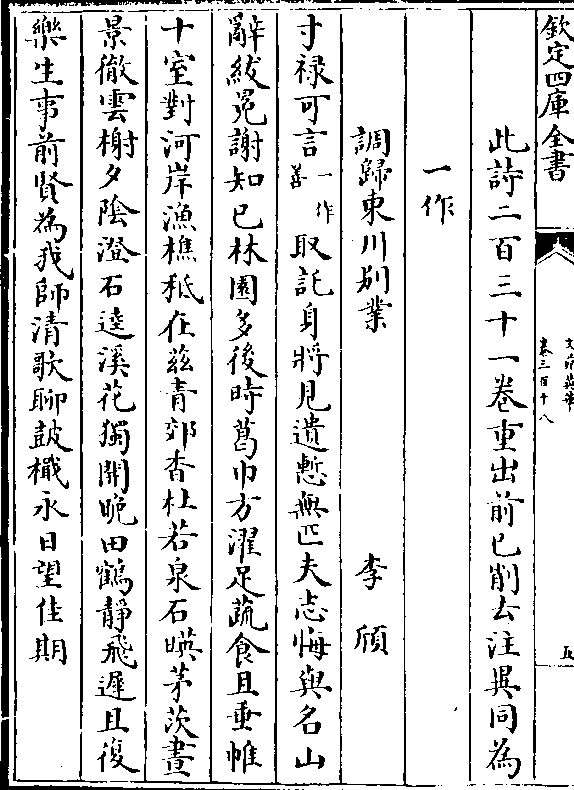 欽定四庫全書
文苑英華
卷三百十八
五
此詩二百三十一卷重出前已削去注異同為
一作
調歸東川别業
李頎
寸禄可言一作善取託身將見遺慙無匹夫志悔與名山
辭紱冕謝知已林園多後時葛巾方濯足蔬食且垂帷
十室對河岸漁樵秪在兹青郊香杜若泉石暎茅茨晝
景徹雲樹夕陰澄石逵溪花獨開晚田鶴静飛遲且復
樂生事前賢為我師清歌聊鼓檝永日望佳期